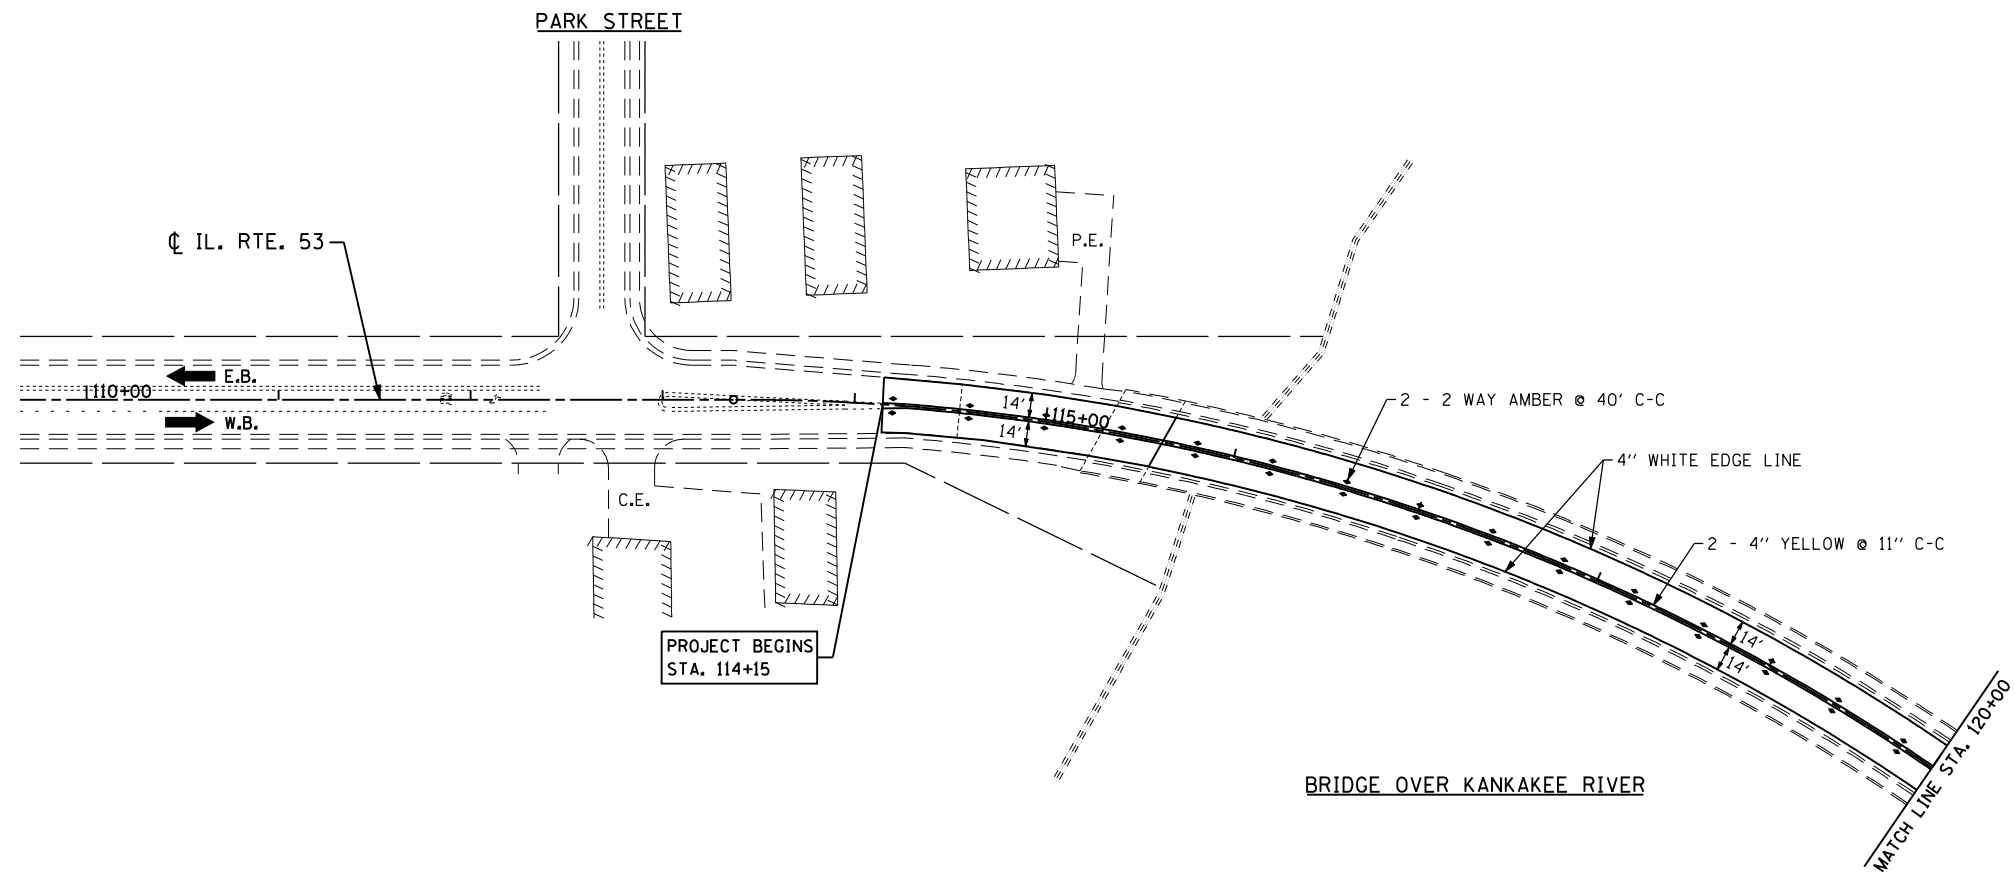 PARK STREET
℄ IL. RTE. 53
P.E.
E.B.
110+00
W.B.
14'
115+00
14'
2 - 2 WAY AMBER @ 40' C-C
4'' WHITE EDGE LINE
C.E.
2 - 4'' YELLOW @ 11'' C-C
PROJECT BEGINS
STA. 114+15
14'
14'
MATCH LINE STA. 120+00
BRIDGE OVER KANKAKEE RIVER